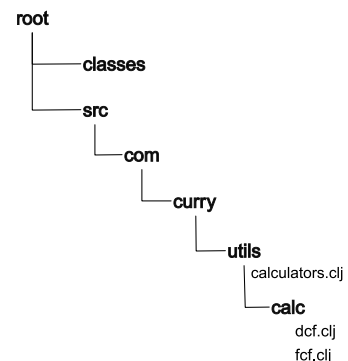 root
classes
src
com
curry
utils
calculators.clj
calc
dcf.clj
fcf.clj